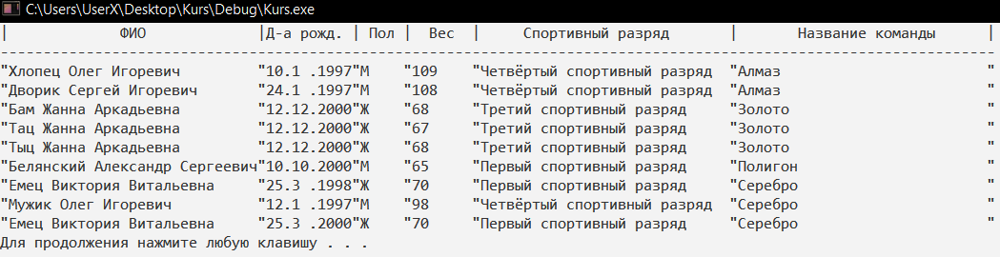 C:\Users\UserX\Desktop\Kurs\Debug\Kurs.exe
| ФИО |Д-а рожд. | Пол | Вес | Спортивный разряд | Название команды |
--------------------------------------------------------------------------------------------------------------------
"Хлопец Олег Игоревич "10.1 .1997"М "109 "Четвёртый спортивный разряд "Алмаз "
"Дворик Сергей Игоревич "24.1 .1997"М "108 "Четвёртый спортивный разряд "Алмаз "
"Бам Жанна Аркадьевна "12.12.2000"Ж "68 "Третий спортивный разряд "Золото "
"Тац Жанна Аркадьевна "12.12.2000"Ж "67 "Третий спортивный разряд "Золото "
"Тыц Жанна Аркадьевна "12.12.2000"Ж "68 "Третий спортивный разряд "Золото "
"Белянский Александр Сергеевич"10.10.2000"М "65 "Первый спортивный разряд "Полигон "
"Емец Виктория Витальевна "25.3 .1998"Ж "70 "Первый спортивный разряд "Серебро "
"Мужик Олег Игоревич "12.1 .1997"М "98 "Четвёртый спортивный разряд "Серебро "
"Емец Виктория Витальевна "25.3 .2000"Ж "70 "Первый спортивный разряд "Серебро "
Для продолжения нажмите любую клавишу . . .